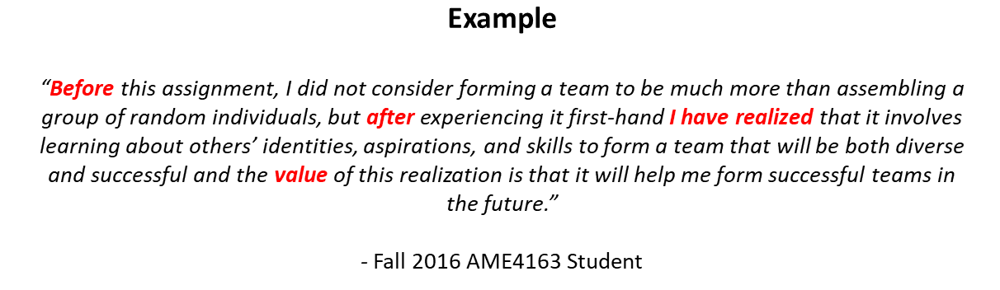 Example
“Before this assignment, I did not consider forming a team to be much more than assembling a
group of random individuals, but after experiencing it first-hand I have realized that it involves
learning about others’ identities, aspirations, and skills to form a team that will be both diverse
and successful and the value of this realization is that it will help me form successful teams in
the future.”
- Fall 2016 AME4163 Student